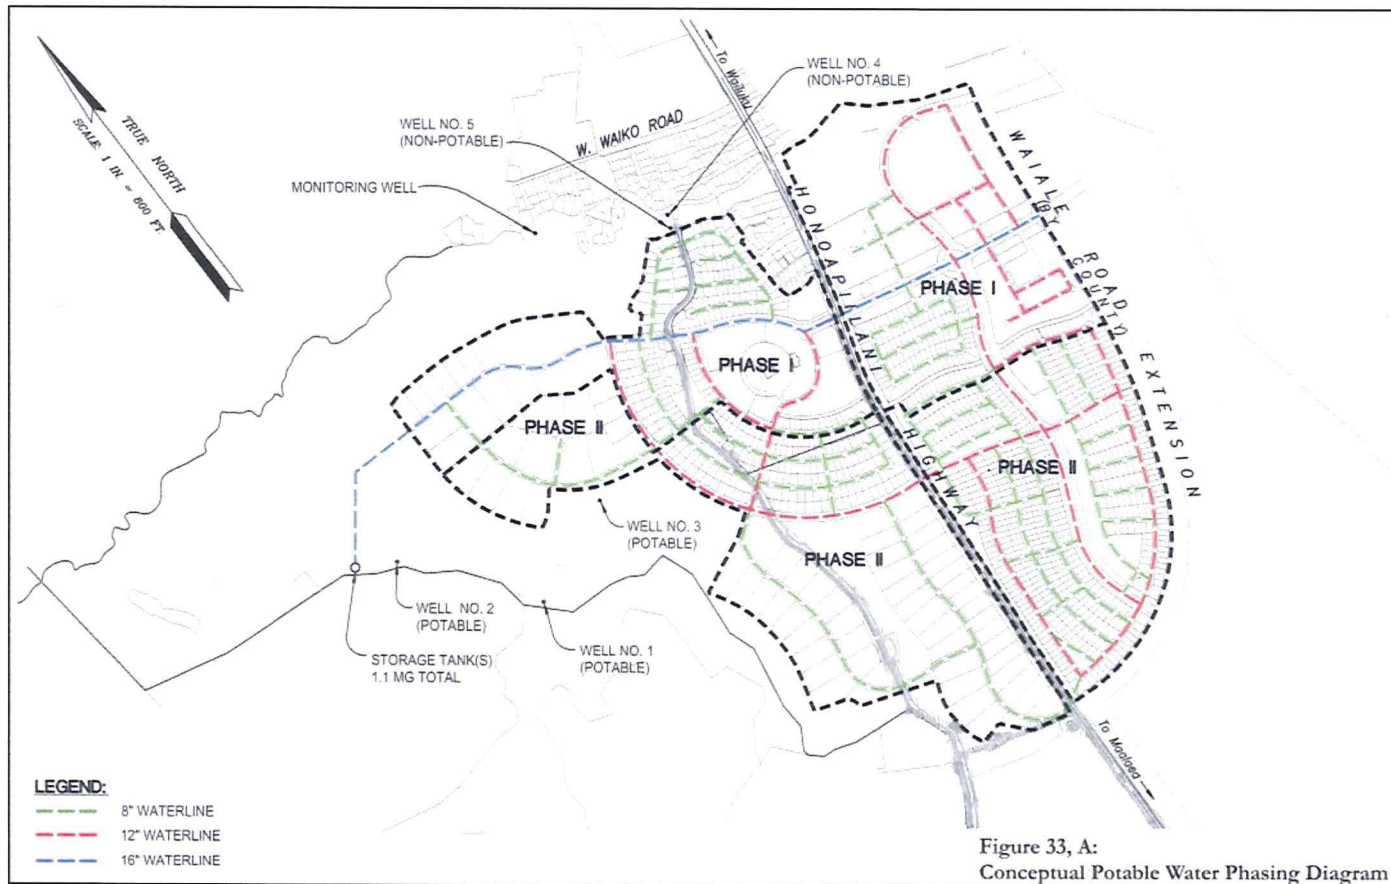 To Wailuku
WELL NO. 4
(NON-POTABLE)
WELL NO. 5
(NON-POTABLE)
W. WAIKO ROAD
TRUE NORTH
SCALE 1 IN. = 800 FT.
MONITORING WELL
HONOAPIILANI HIGHWAY
WAIALE ROAD EXTENSION
(BY COUNTY)
PHASE I
PHASE I
PHASE II
PHASE II
WELL NO. 3
(POTABLE)
PHASE II
WELL NO. 2
(POTABLE)
WELL NO. 1
(POTABLE)
STORAGE TANK(S)
1.1 MG TOTAL
To Maalaea
LEGEND:
8" WATERLINE
12" WATERLINE
16" WATERLINE
Figure 33, A:
Conceptual Potable Water Phasing Diagram